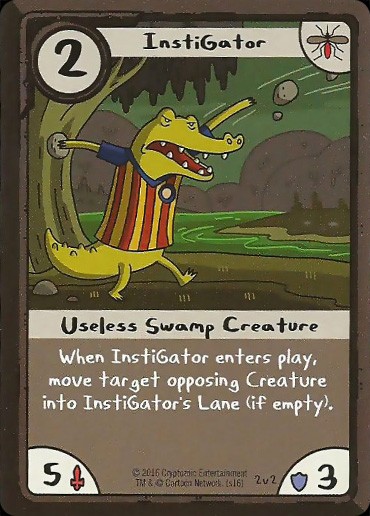 2
InstiGator
Useless Swamp Creature
When InstiGator enters play,
move target opposing Creature
into InstiGator's Lane (if empty).
5
© 2016 Cryptozoic Entertainment
TM & © Cartoon Network. (s16)
2v2
3